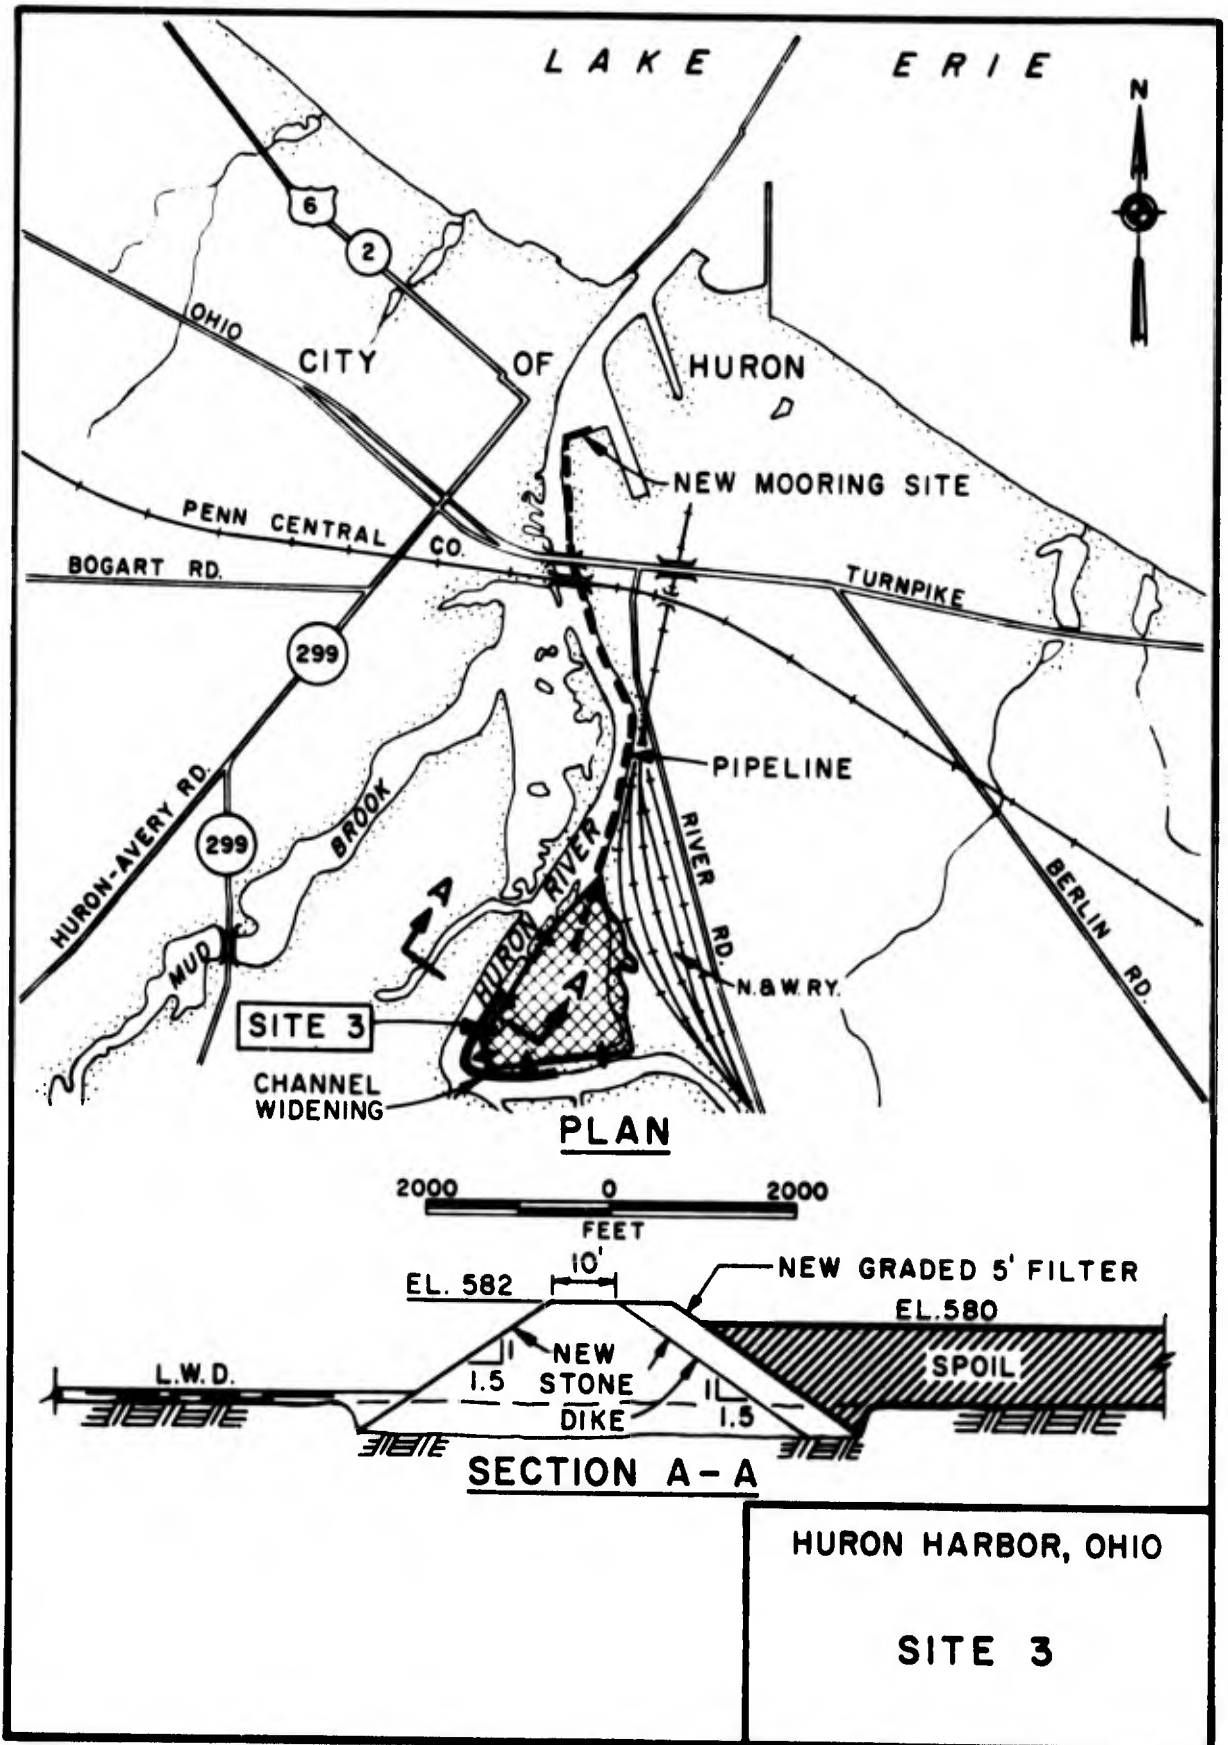 LAKE ERIE
N
6
2
OHIO
CITY OF HURON
NEW MOORING SITE
PENN CENTRAL CO.
BOGART RD.
TURNPIKE
299
PIPELINE
HURON-AVERY RD.
299
BROOK
MUD
RIVER
HURON
RIVER RD.
BERLIN RD.
A
A
N.&W.RY.
SITE 3
CHANNEL
WIDENING
PLAN
2000 0 2000
FEET
10'
EL. 582
NEW GRADED 5' FILTER
EL.580
L.W.D.
1
1.5
NEW
STONE
DIKE
1
1.5
SPOIL
SECTION A-A
HURON HARBOR, OHIO
SITE 3